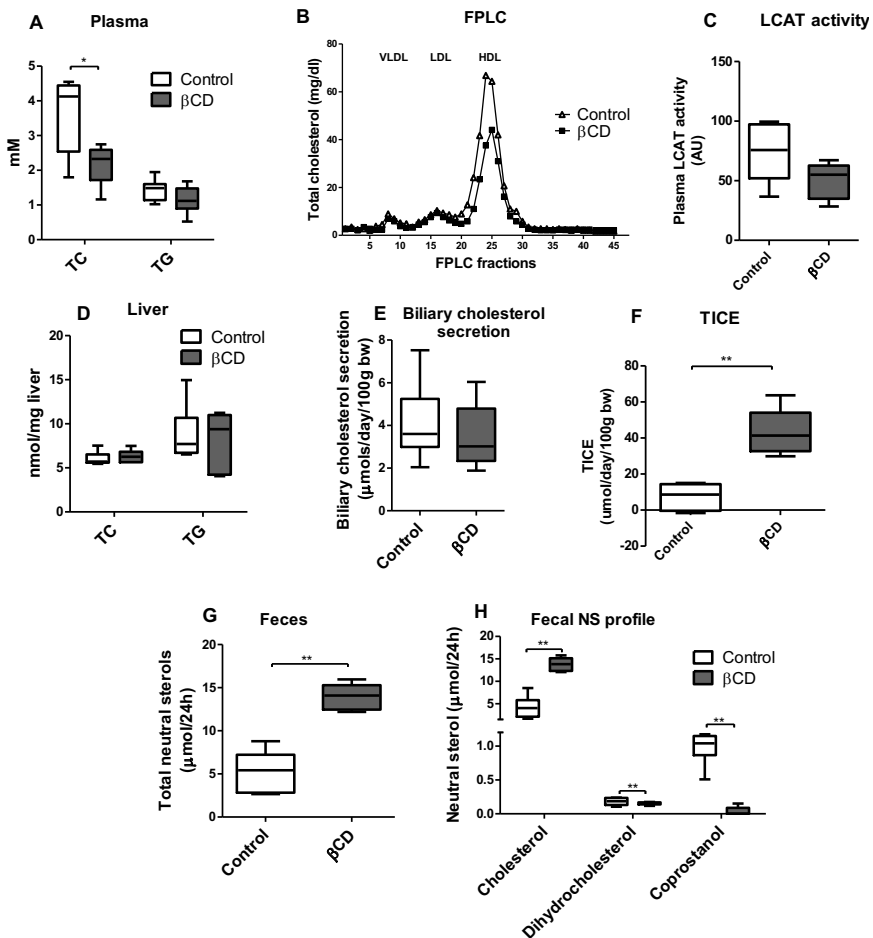 A Plasma
*
5
4
3
2
1
0
mM
TC
TG
Control
βCD
B FPLC
VLDL LDL HDL
80
60
40
20
0
Total cholesterol (mg/dl)
5 10 15 20 25 30 35 40 45
FPLC fractions
Control
βCD
C LCAT activity
150
100
50
0
Plasma LCAT activity
(AU)
Control
βCD
D Liver
20
15
10
5
0
nmol/mg liver
TC
TG
Control
βCD
E Biliary cholesterol
secretion
8
6
4
2
0
Biliary cholesterol secretion
(μmols/day/100g bw)
Control
βCD
F TICE
**
80
60
40
20
0
-20
TICE
(umol/day/100g bw)
Control
βCD
G Feces
**
20
15
10
5
0
Total neutral sterols
(μmol/24h)
Control
βCD
H Fecal NS profile
**
**
**
20
15
10
5
1.0
0.5
0.0
Neutral sterol (μmol/24h)
Cholesterol
Dihydrocholesterol
Coprostanol
Control
βCD